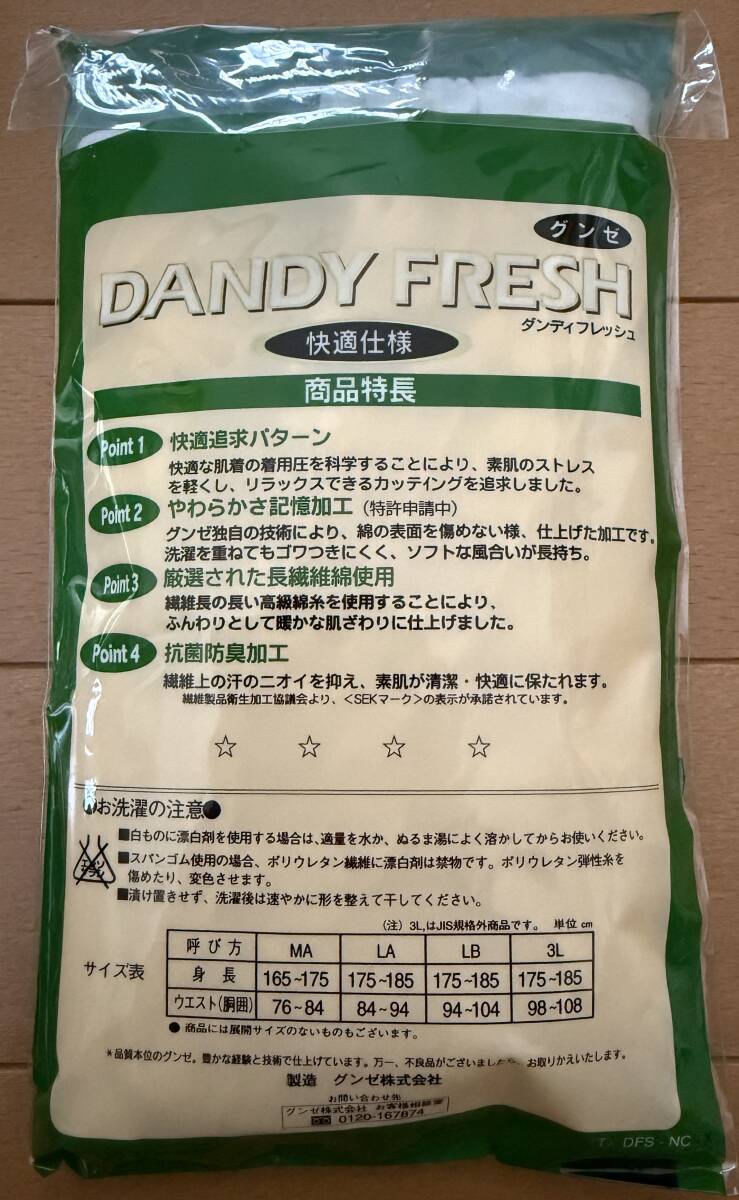 グンゼ
DANDY FRESH
ダンディフレッシュ
快適仕様
商品特長
Point 1 快適追求パターン
快適な肌着の着用圧を科学することにより、素肌のストレス
を軽くし、リラックスできるカッティングを追求しました。
Point 2 やわらかさ記憶加工（特許申請中）
グンゼ独自の技術により、綿の表面を傷めない様、仕上げた加工です。
洗濯を重ねてもゴワつきにくく、ソフトな風合いが長持ち。
Point 3 厳選された長繊維綿使用
繊維長の長い高級綿糸を使用することにより、
ふんわりとして暖かな肌ざわりに仕上げました。
Point 4 抗菌防臭加工
繊維上の汗のニオイを抑え、素肌が清潔・快適に保たれます。
繊維製品衛生加工協議会より、＜SEKマーク＞の表示が承諾されています。
☆ ☆ ☆ ☆
●お洗濯の注意●
エンソサラシ
■白ものに漂白剤を使用する場合は、適量を水か、ぬるま湯によく溶かしてからお使いください。
■スパンゴム使用の場合、ポリウレタン繊維に漂白剤は禁物です。ポリウレタン弾性糸を
傷めたり、変色させます。
■漬け置きせず、洗濯後は速やかに形を整えて干してください。
（注）3L,はJIS規格外商品です。 単位 cm
サイズ表
呼び方 MA LA LB 3L
身長 165~175 175~185 175~185 175~185
ウエスト(胴囲) 76~84 84~94 94~104 98~108
●商品には展開サイズのないものもございます。
*品質本位のグンゼ。豊かな経験と技術で仕上げています。万一、不良品がございましたら、お取りかえいたします。
製造 グンゼ株式会社
お問い合わせ先
グンゼ株式会社 お客様相談室
0120-167874
DFS-NC